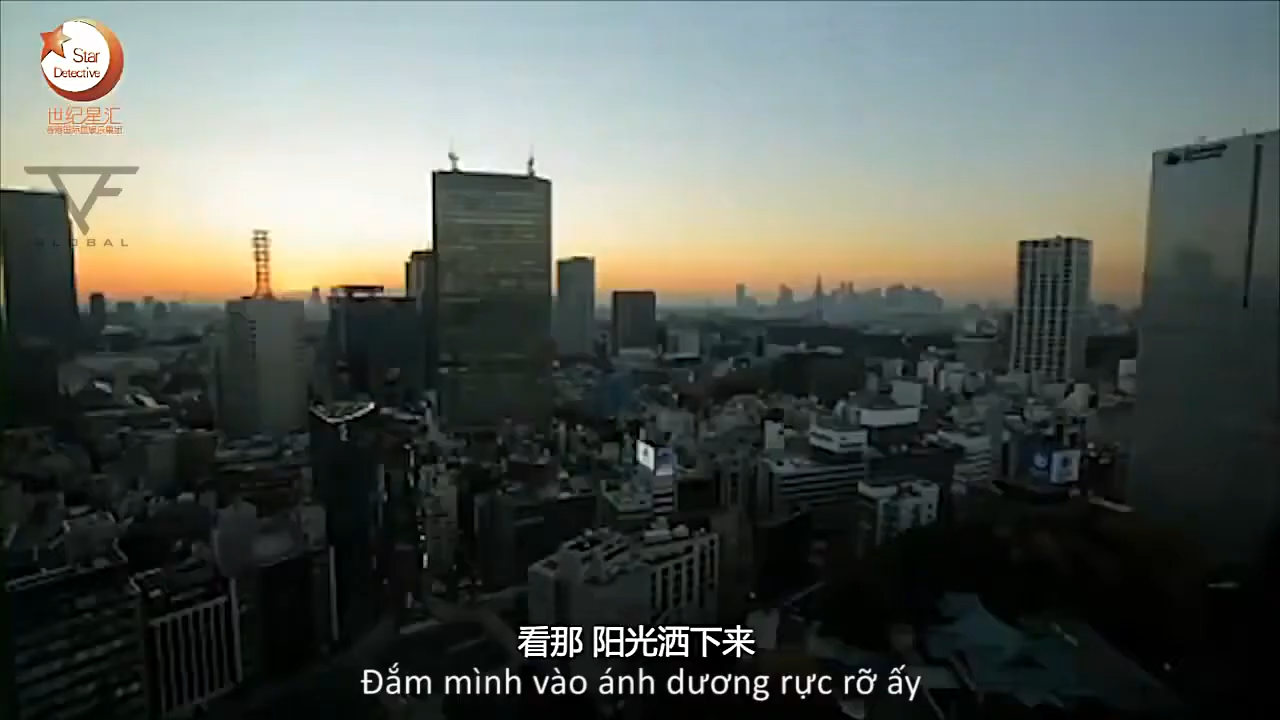 Star
Detective
世纪星汇
VF
GLOBAL
看那 阳光洒下来
Đắm mình vào ánh dương rực rỡ ấy